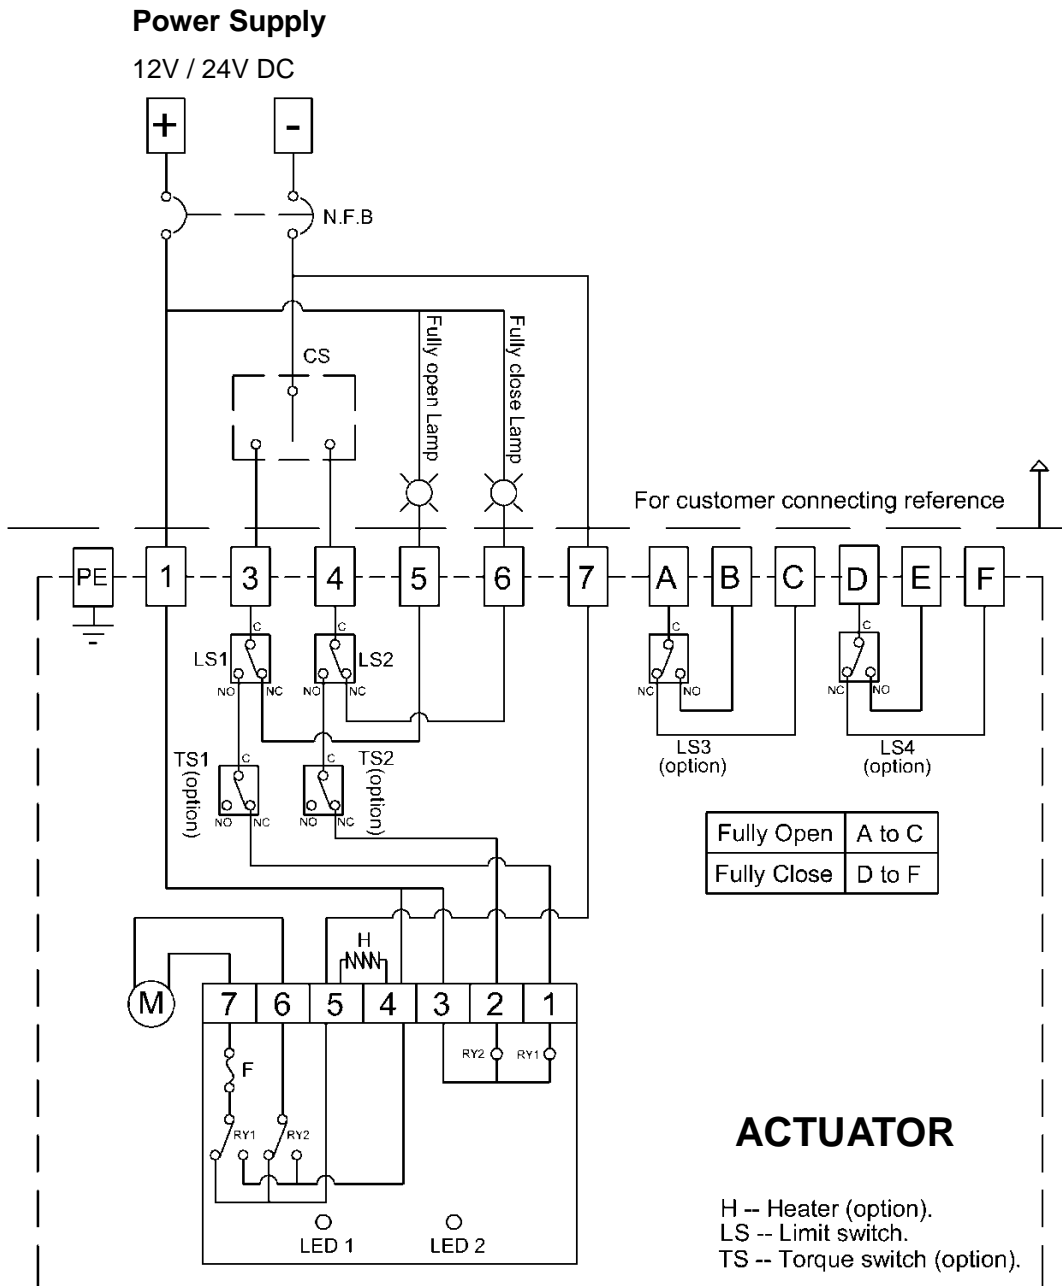 Power Supply
12V / 24V DC
+ -
N.F.B
CS
Fully open Lamp
Fully close Lamp
For customer connecting reference
PE 1 3 4 5 6 7 A B C D E F
C C C C
LS1 LS2
NO NC NO NC NC NO NC NO
LS3
(option)
LS4
(option)
TS1
(option)
C C
TS2
(option)
NO NC NO NC
Fully Open A to C
Fully Close D to F
H
M
7 6 5 4 3 2 1
RY2 RY1
F
RY1 RY2
LED 1 LED 2
ACTUATOR
H -- Heater (option).
LS -- Limit switch.
TS -- Torque switch (option).